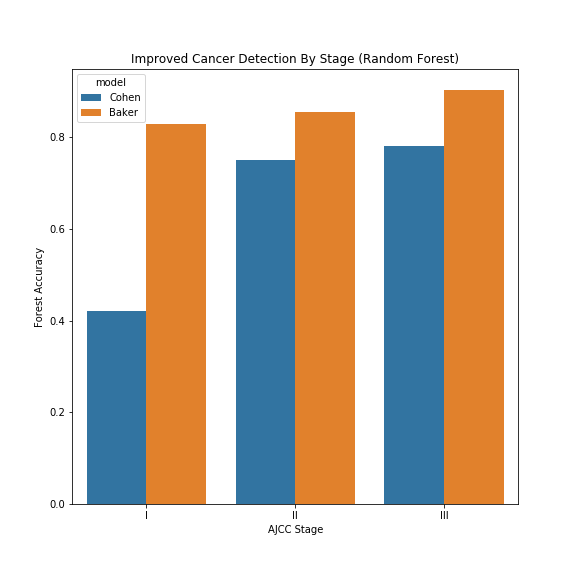 Improved Cancer Detection By Stage (Random Forest)
model
Cohen
Baker
Forest Accuracy
0.8
0.6
0.4
0.2
0.0
I
II
III
AJCC Stage